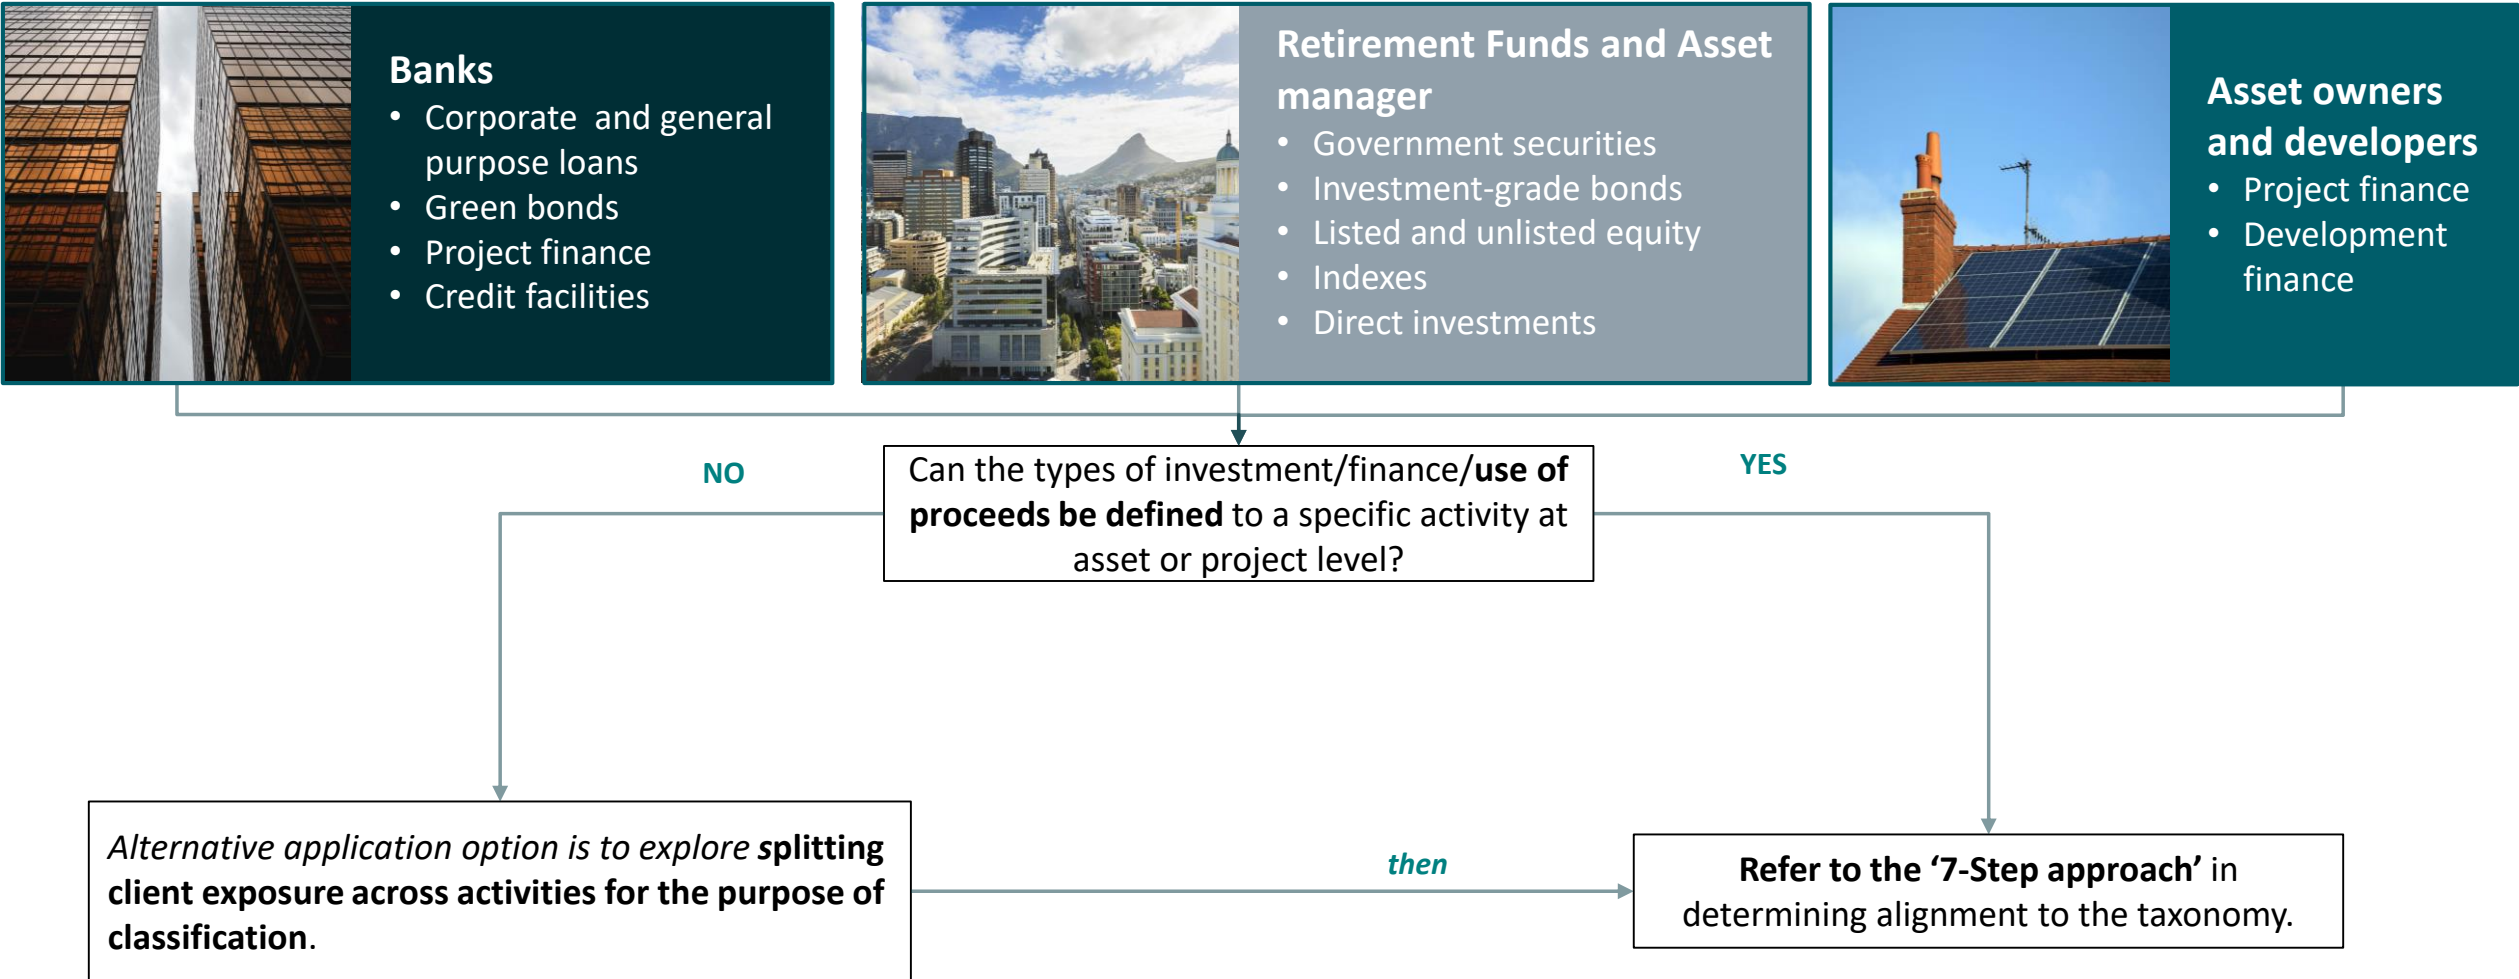 Banks
• Corporate and general
purpose loans
• Green bonds
• Project finance
• Credit facilities
Retirement Funds and Asset
manager
• Government securities
• Investment-grade bonds
• Listed and unlisted equity
• Indexes
• Direct investments
Asset owners
and developers
• Project finance
• Development
finance
NO
Can the types of investment/finance/use of
proceeds be defined to a specific activity at
asset or project level?
YES
Alternative application option is to explore splitting
client exposure across activities for the purpose of
classification.
then
Refer to the ‘7-Step approach’ in
determining alignment to the taxonomy.